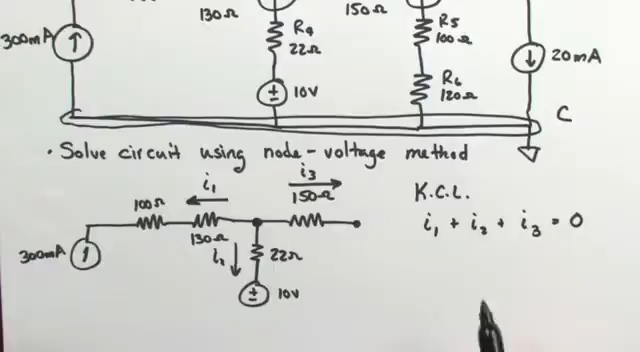 130Ω
150Ω
300mA
R4
22Ω
10V
R5
100Ω
R6
120Ω
20mA
C
· Solve circuit using node-voltage method
i1
i3
K.C.L.
100Ω
150Ω
i1 + i2 + i3 = 0
130Ω
300mA
i2
22Ω
10V